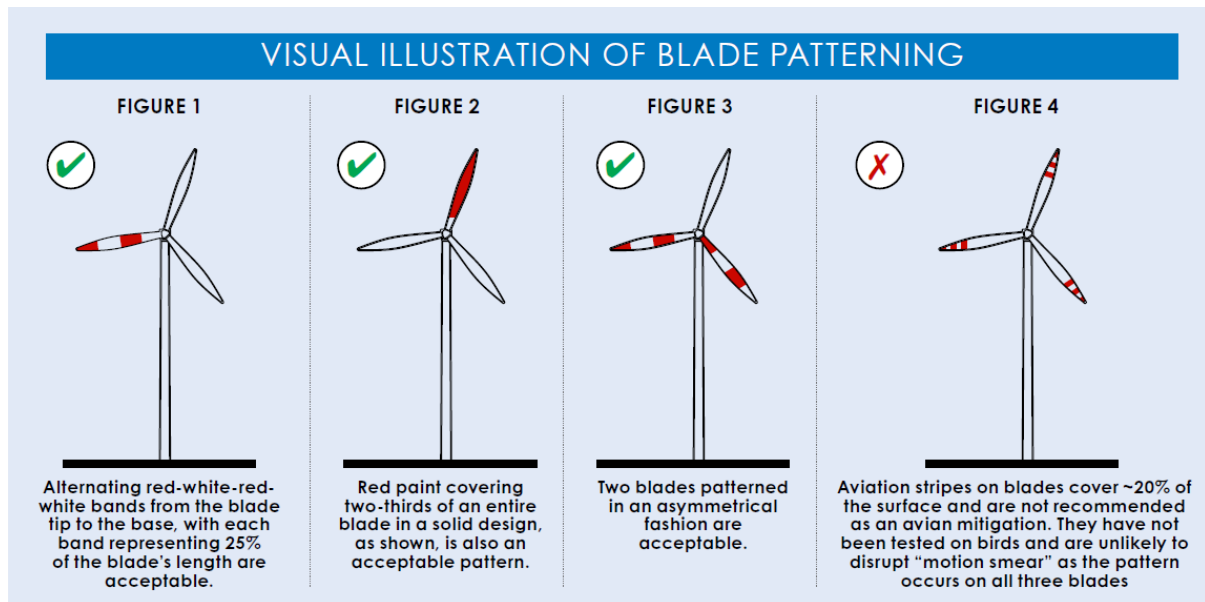 VISUAL ILLUSTRATION OF BLADE PATTERNING
FIGURE 1
Alternating red-white-red-
white bands from the blade
tip to the base, with each
band representing 25%
of the blade's length are
acceptable.
FIGURE 2
Red paint covering
two-thirds of an entire
blade in a solid design,
as shown, is also an
acceptable pattern.
FIGURE 3
Two blades patterned
in an asymmetrical
fashion are
acceptable.
FIGURE 4
Aviation stripes on blades cover ~20% of
the surface and are not recommended
as an avian mitigation. They have not
been tested on birds and are unlikely to
disrupt “motion smear” as the pattern
occurs on all three blades